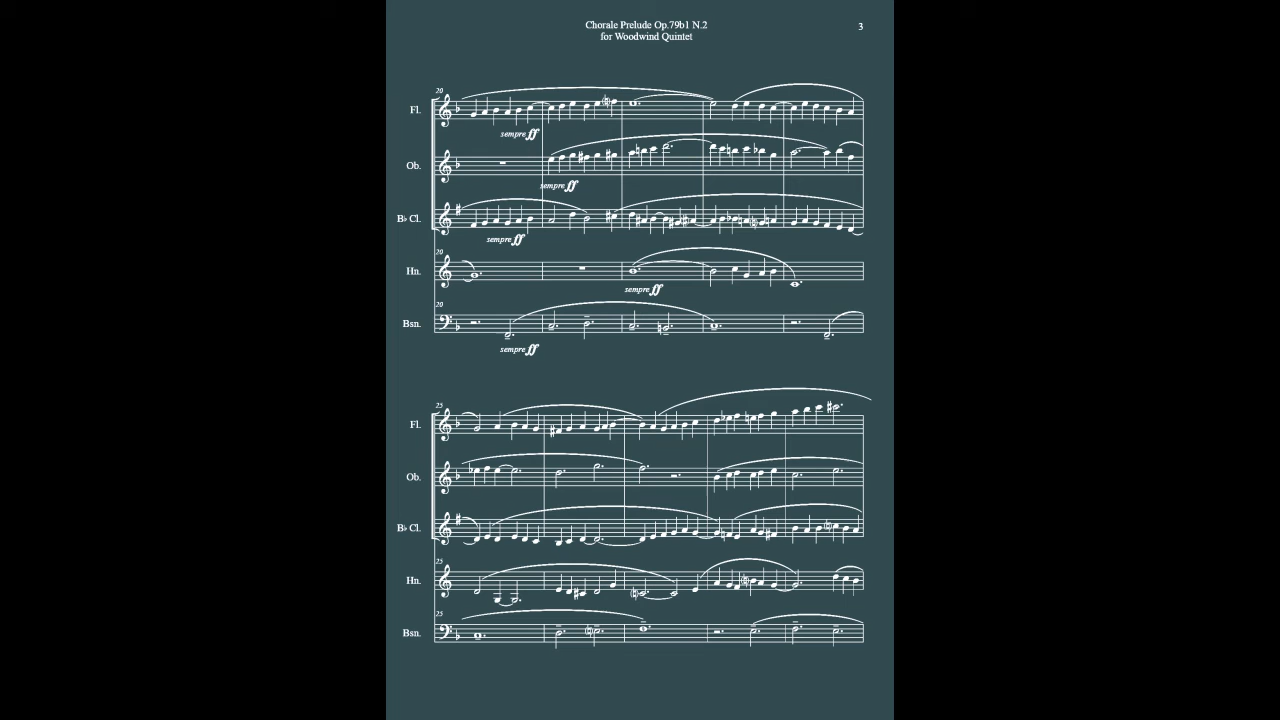 Chorale Prelude Op.79b1 N.2
for Woodwind Quintet
3
20
Fl.
sempre ff
Ob.
sempre ff
B♭ Cl.
sempre ff
20
Hn.
sempre ff
20
Bsn.
sempre ff
25
Fl.
Ob.
B♭ Cl.
25
Hn.
25
Bsn.